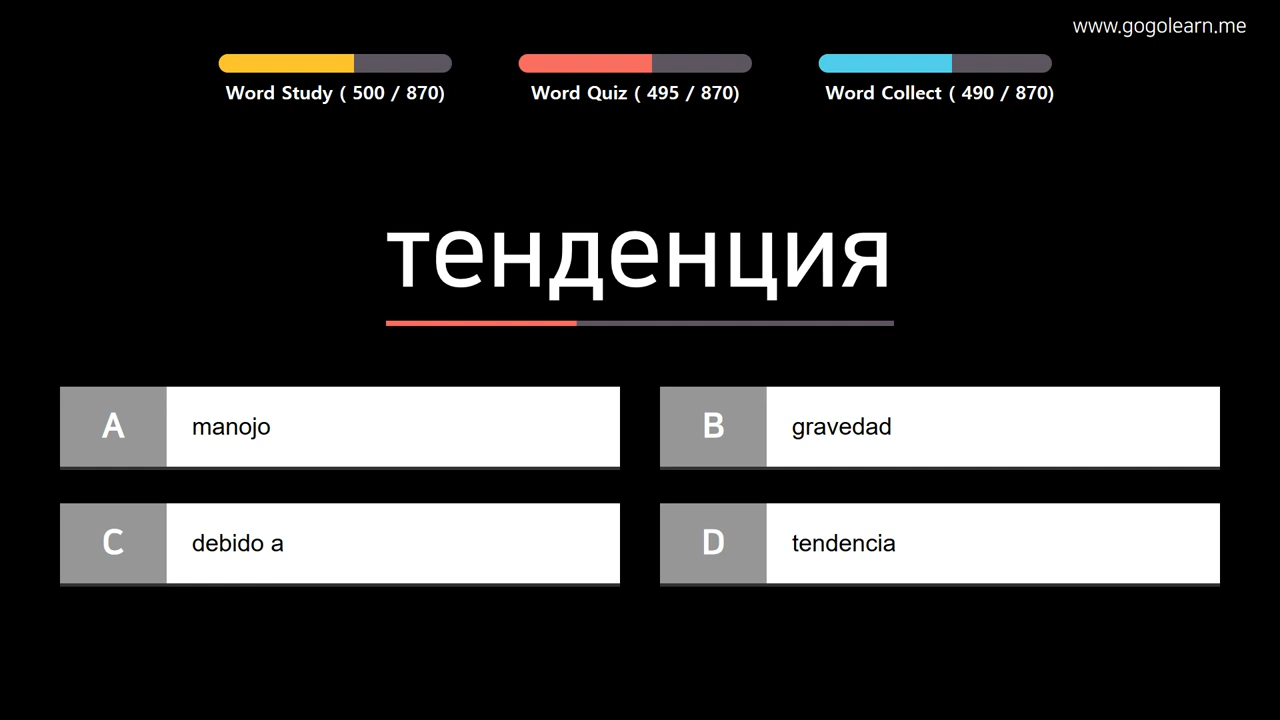 www.gogolearn.me
Word Study ( 500 / 870)
Word Quiz ( 495 / 870)
Word Collect ( 490 / 870)
тенденция
A manojo
B gravedad
C debido a
D tendencia